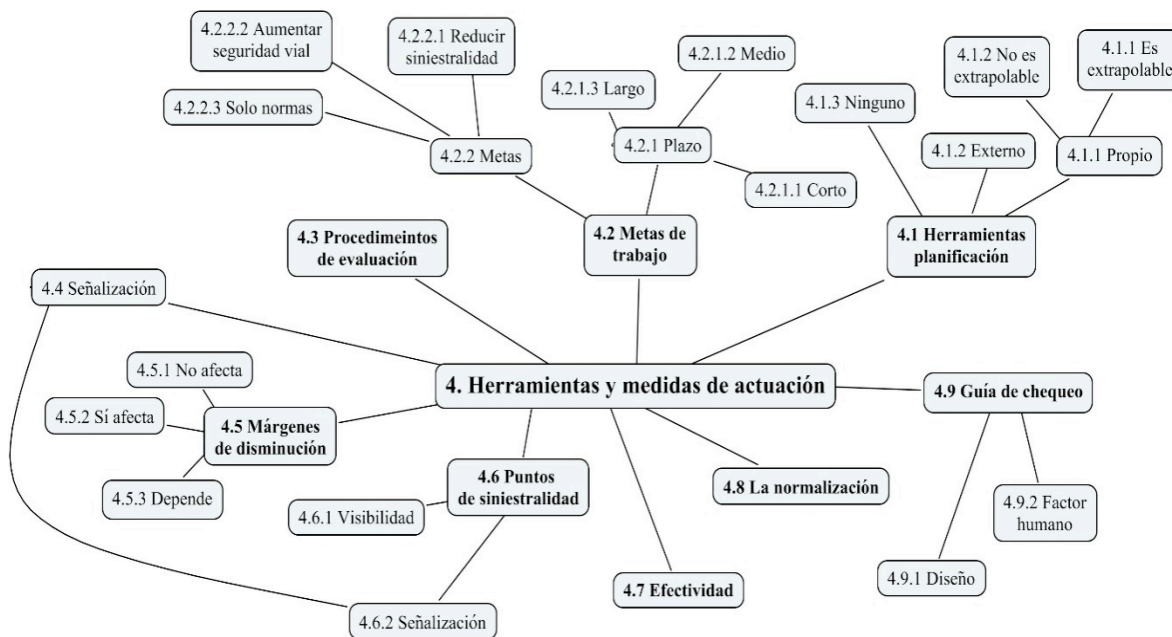 4.2.2.2 Aumentar
seguridad vial
4.2.2.1 Reducir
siniestralidad
4.2.2.3 Solo normas
4.2.2 Metas
4.2.1.2 Medio
4.2.1.3 Largo
4.2.1 Plazo
4.2.1.1 Corto
4.1.2 No es
extrapolable
4.1.1 Es
extrapolable
4.1.3 Ninguno
4.1.2 Externo
4.1.1 Propio
4.3 Procedimeintos
de evaluación
4.2 Metas de
trabajo
4.1 Herramientas
planificación
4.4 Señalización
4. Herramientas y medidas de actuación
4.5.1 No afecta
4.5.2 Sí afecta
4.5 Márgenes
de disminución
4.5.3 Depende
4.6 Puntos
de siniestralidad
4.6.1 Visibilidad
4.6.2 Señalización
4.7 Efectividad
4.8 La normalización
4.9 Guía de chequeo
4.9.2 Factor
humano
4.9.1 Diseño